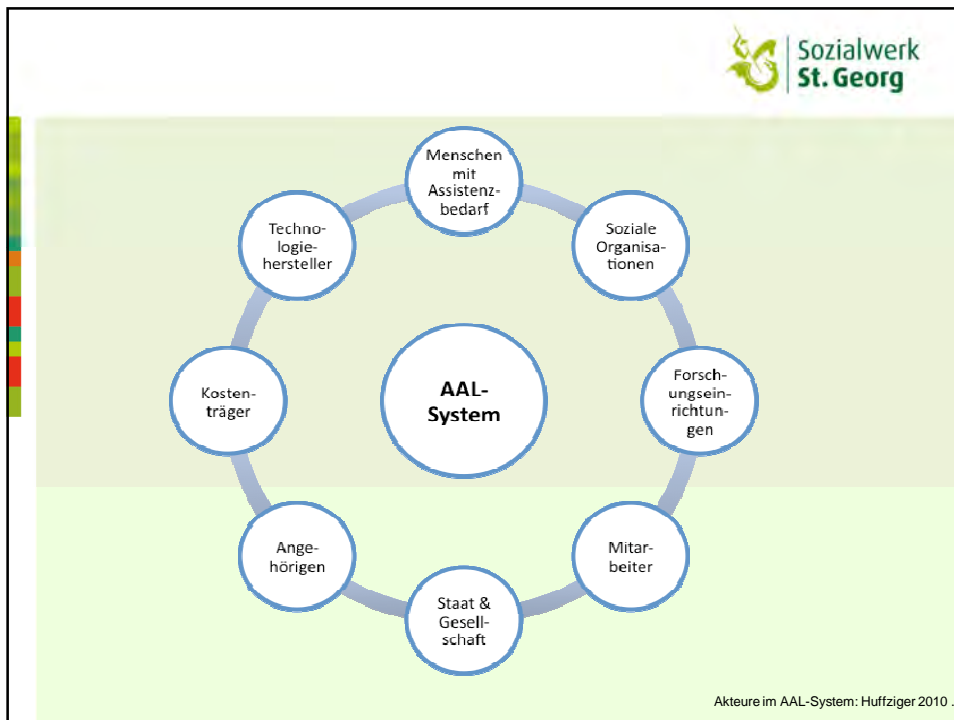 Sozialwerk
St. Georg
Menschen
mit
Assistenz-
bedarf
Soziale
Organisa-
tionen
Forsch-
ungsein-
richtun-
gen
Mitar-
beiter
Staat &
Gesell-
schaft
Ange-
hörigen
Kosten-
träger
Techno-
logie-
hersteller
AAL-
System
Akteure im AAL-System: Huffziger 2010 .